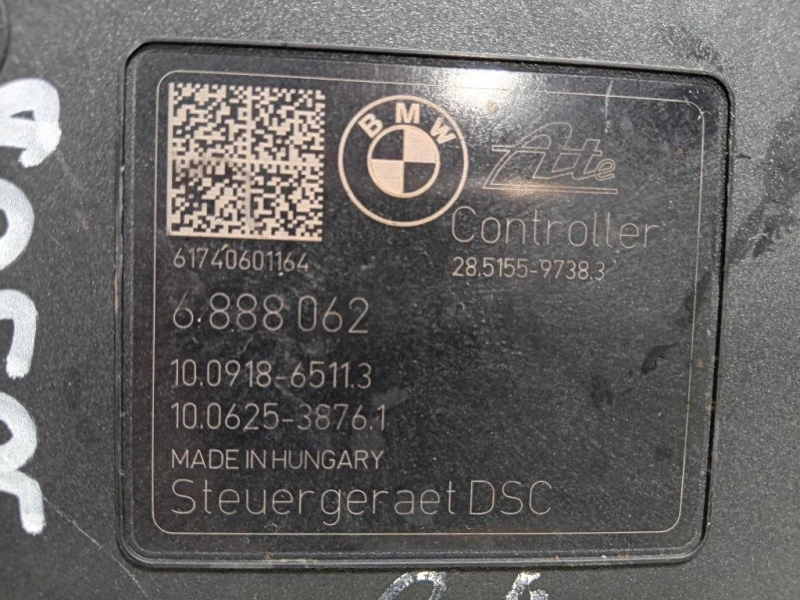 BMW
Ate
Controller
61740601164
28.5155-9738.3
6.888 062
10.0918-6511.3
10.0625-3876.1
MADE IN HUNGARY
Steuergeraet DSC